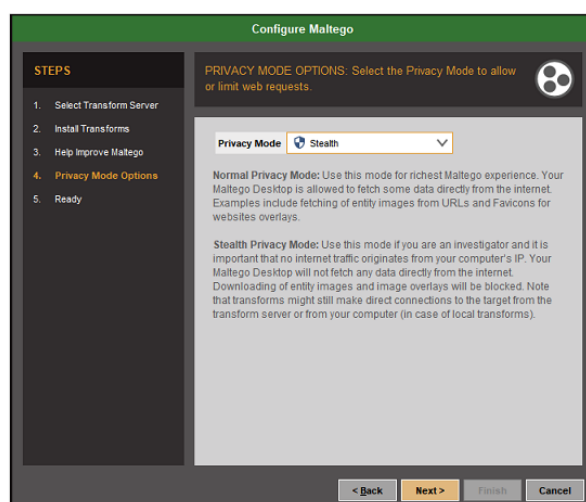 Configure Maltego
STEPS
1. Select Transform Server
2. Install Transforms
3. Help Improve Maltego
4. Privacy Mode Options
5. Ready
PRIVACY MODE OPTIONS: Select the Privacy Mode to allow
or limit web requests.
Privacy Mode Stealth
Normal Privacy Mode: Use this mode for richest Maltego experience. Your
Maltego Desktop is allowed to fetch some data directly from the internet.
Examples include fetching of entity images from URLs and Favicons for
websites overlays.
Stealth Privacy Mode: Use this mode if you are an investigator and it is
important that no internet traffic originates from your computer's IP. Your
Maltego Desktop will not fetch any data directly from the internet.
Downloading of entity images and image overlays will be blocked. Note
that transforms might still make direct connections to the target from the
transform server or from your computer (in case of local transforms).
< Back Next > Finish Cancel